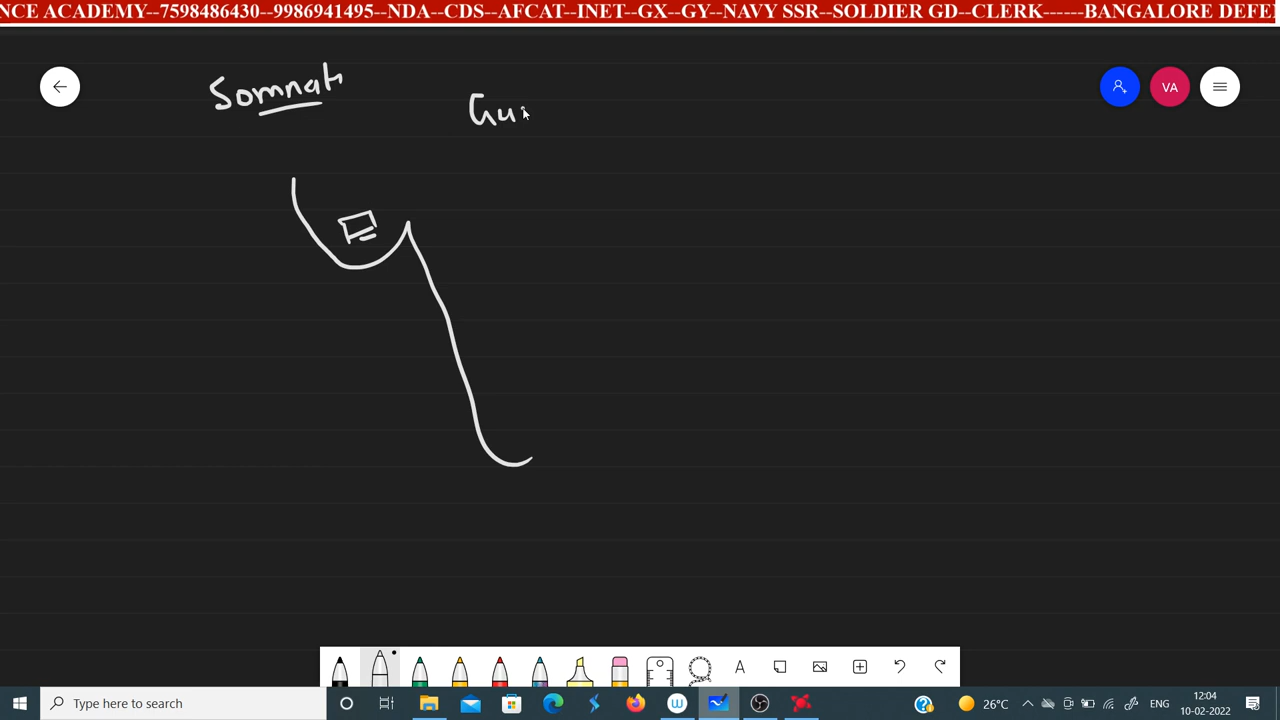 NCE ACADEMY--7598486430--9986941495--NDA--CDS--AFCAT--INET--GX--GY--NAVY SSR--SOLDIER GD--CLERK------BANGALORE DEFE
Somnath
VA
Gu
A
Type here to search
26°C
ENG
12:04
10-02-2022